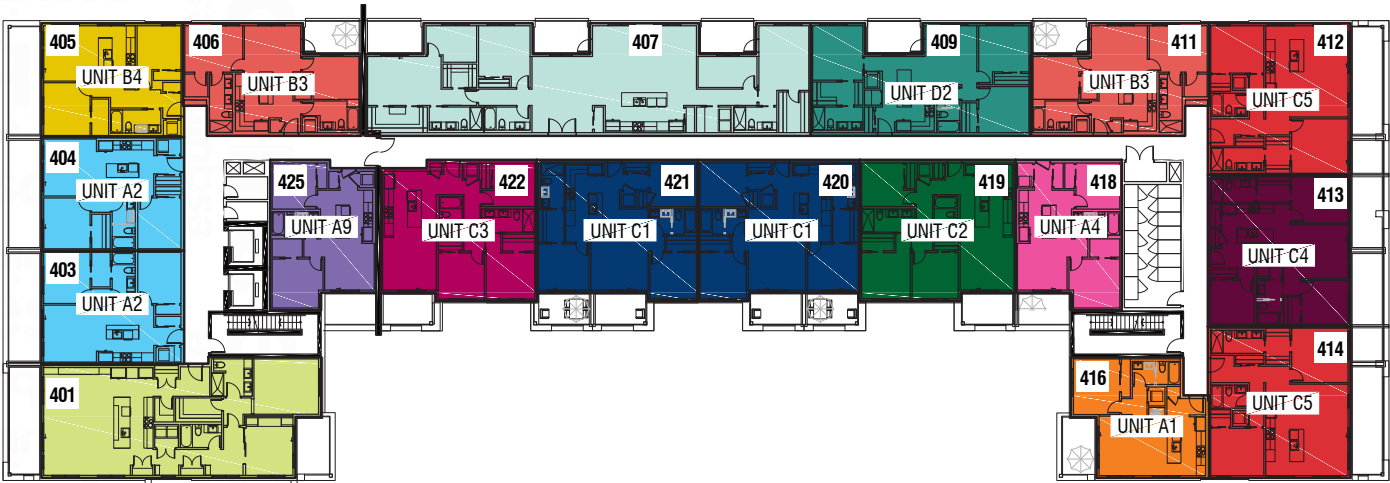 405
UNIT B4
406
UNIT B3
407
409
UNIT D2
411
UNIT B3
412
UNIT C5
404
UNIT A2
403
UNIT A2
425
UNIT A9
422
UNIT C3
421
UNIT C1
420
UNIT C1
419
UNIT C2
418
UNIT A4
413
UNIT C4
401
416
UNIT A1
414
UNIT C5